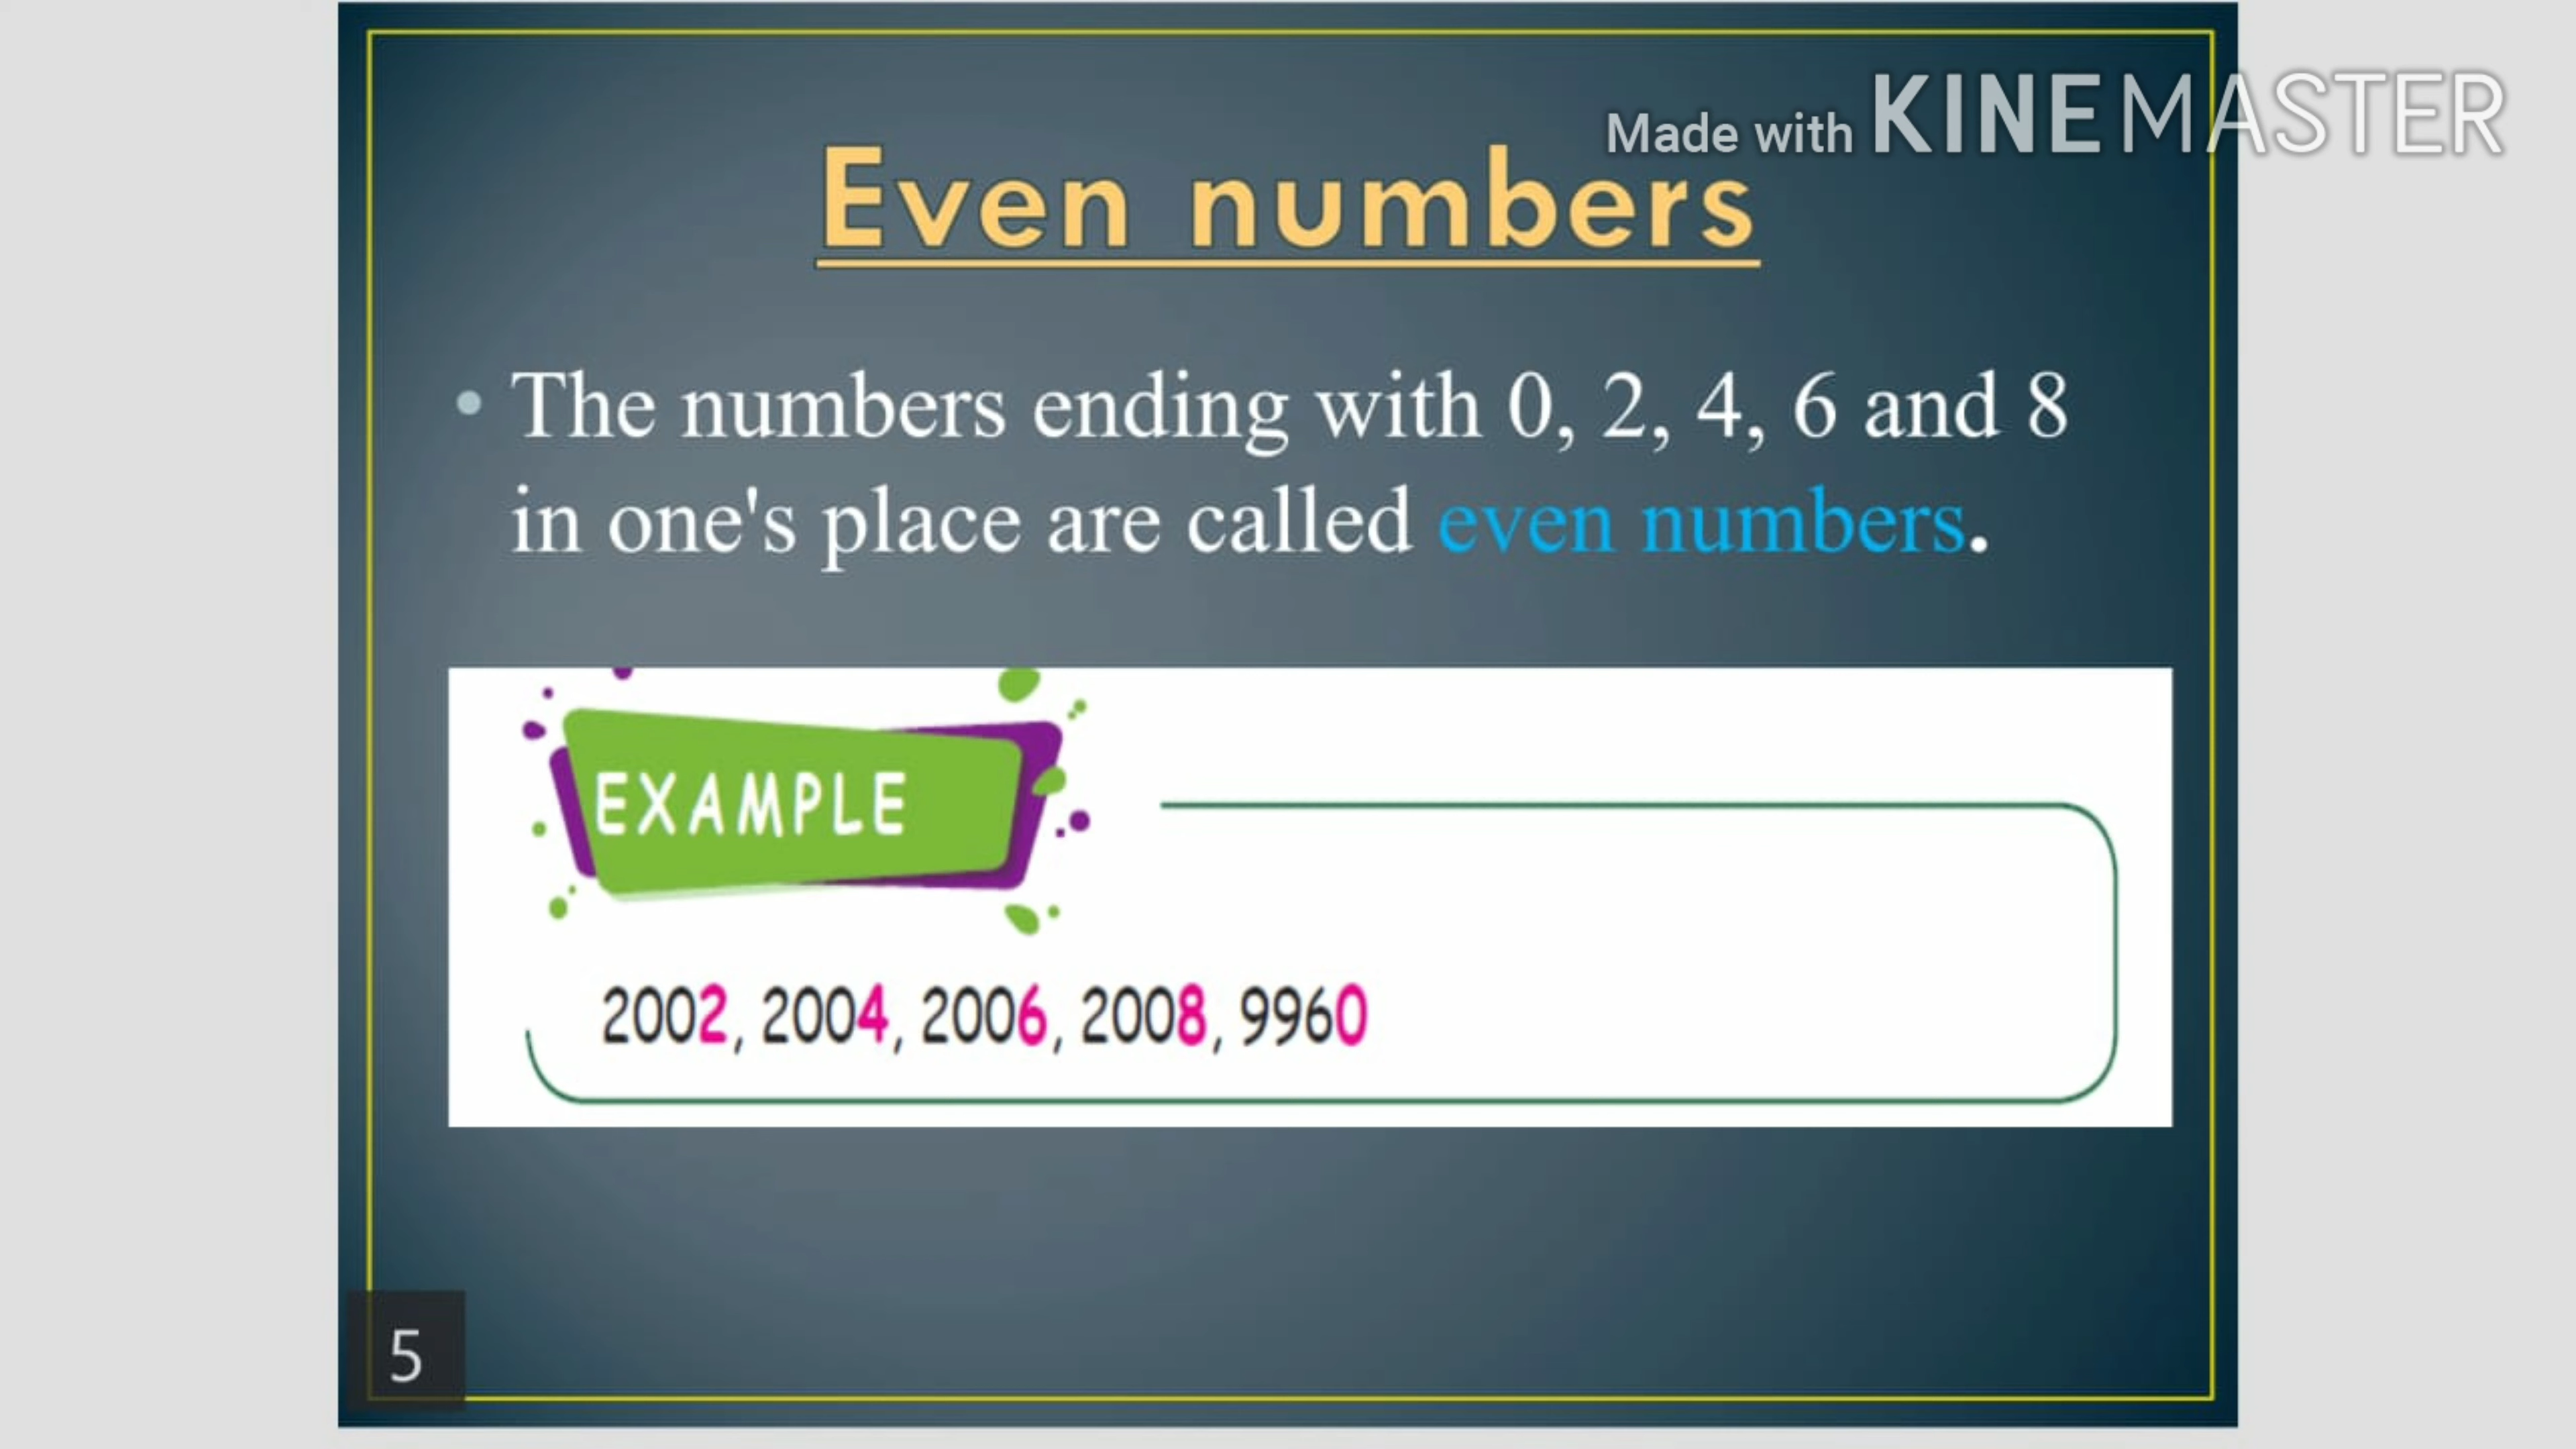 Made with KINEMASTER
Even numbers
• The numbers ending with 0, 2, 4, 6 and 8
in one's place are called even numbers.
EXAMPLE
2002, 2004, 2006, 2008, 9960
5